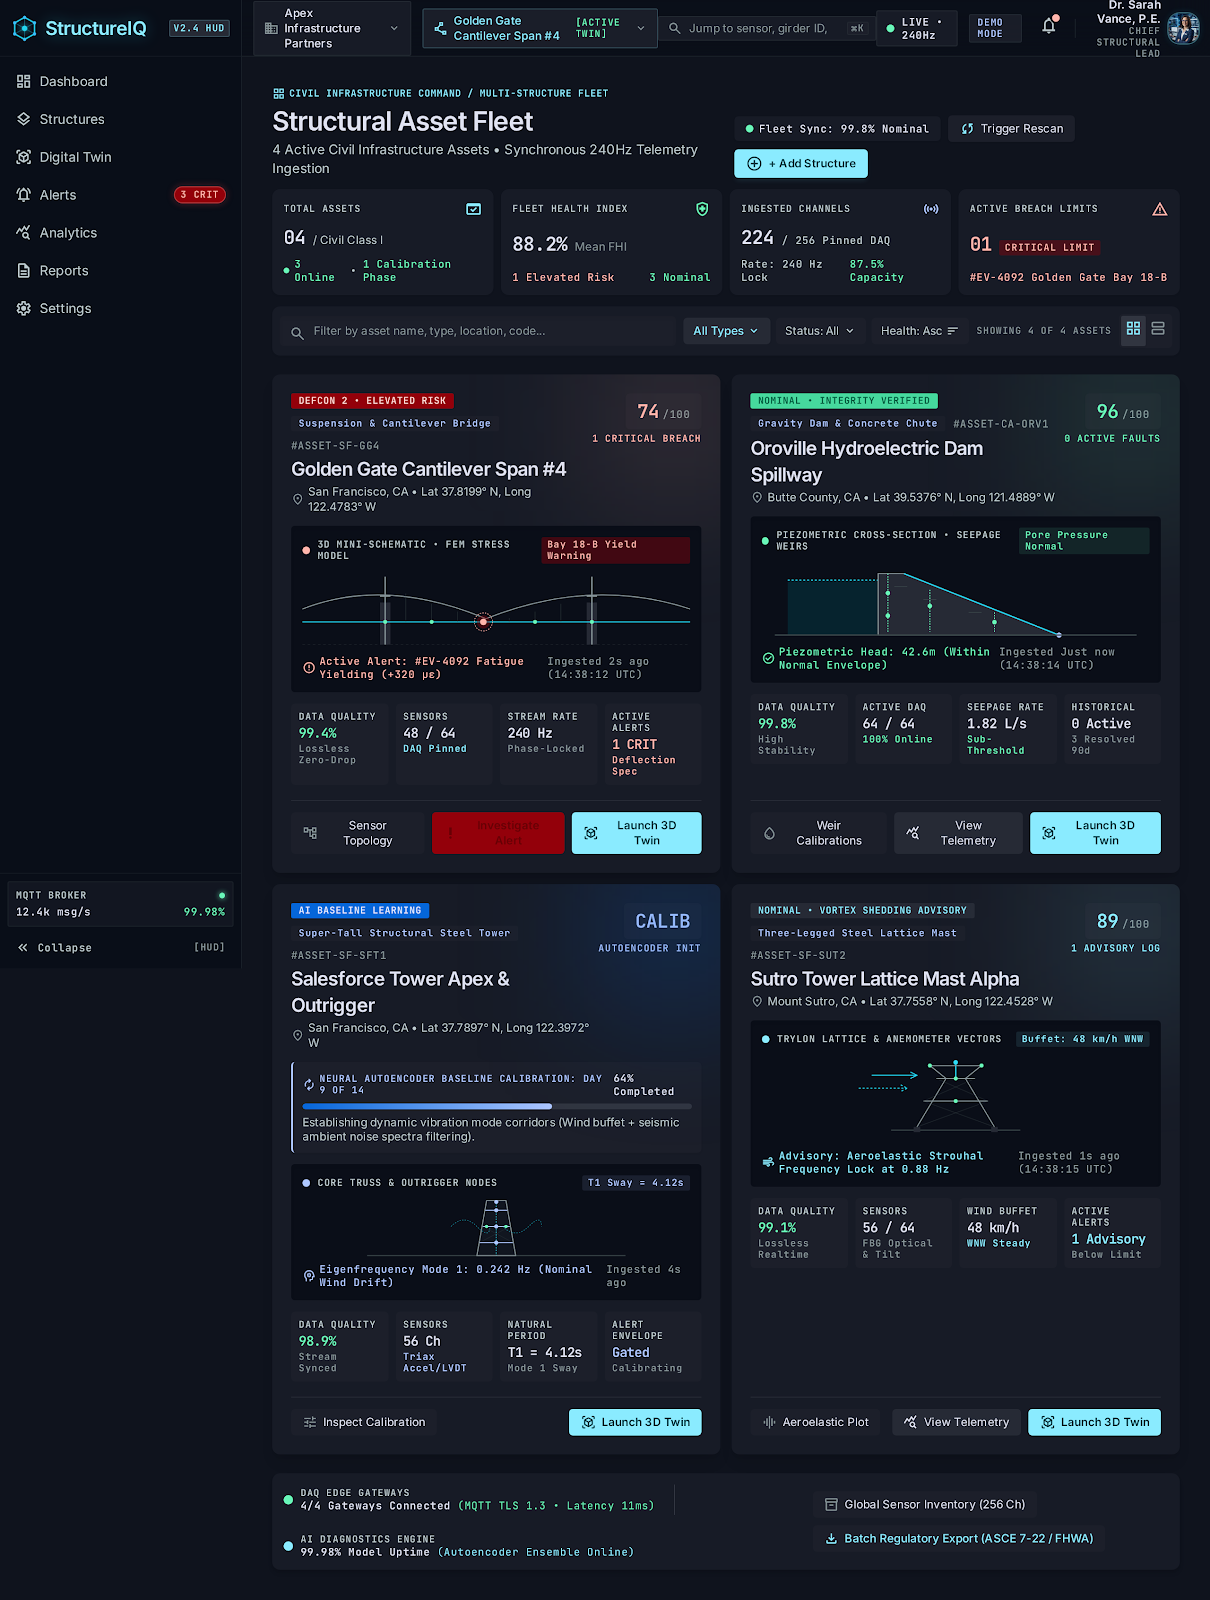 StructureIQ
V2.4 HUD
Apex
Infrastructure
Partners
Golden Gate
Cantilever Span #4
[ACTIVE
TWIN]
Jump to sensor, girder ID,
⌘K
LIVE •
240Hz
DEMO
MODE
Dr. Sarah
Vance, P.E.
CHIEF
STRUCTURAL
LEAD
Dashboard
Structures
Digital Twin
Alerts
3 CRIT
Analytics
Reports
Settings
MQTT BROKER
12.4k msg/s
99.98%
Collapse
[HUD]
CIVIL INFRASTRUCTURE COMMAND / MULTI-STRUCTURE FLEET
Structural Asset Fleet
4 Active Civil Infrastructure Assets • Synchronous 240Hz Telemetry
Ingestion
Fleet Sync: 99.8% Nominal
Trigger Rescan
+ Add Structure
TOTAL ASSETS
04 / Civil Class I
3
Online
• 1 Calibration
Phase
FLEET HEALTH INDEX
88.2% Mean FHI
1 Elevated Risk
3 Nominal
INGESTED CHANNELS
224 / 256 Pinned DAQ
Rate: 240 Hz
Lock
87.5%
Capacity
ACTIVE BREACH LIMITS
01 CRITICAL LIMIT
#EV-4092 Golden Gate Bay 18-B
Filter by asset name, type, location, code...
All Types
Status: All
Health: Asc
SHOWING 4 OF 4 ASSETS
DEFCON 2 • ELEVATED RISK
Suspension & Cantilever Bridge
#ASSET-SF-GG4
74 /100
1 CRITICAL BREACH
Golden Gate Cantilever Span #4
San Francisco, CA • Lat 37.8199° N, Long
122.4783° W
3D MINI-SCHEMATIC • FEM STRESS
MODEL
Bay 18-B Yield
Warning
Active Alert: #EV-4092 Fatigue
Yielding (+320 με)
Ingested 2s ago
(14:38:12 UTC)
DATA QUALITY
99.4%
Lossless
Zero-Drop
SENSORS
48 / 64
DAQ Pinned
STREAM RATE
240 Hz
Phase-Locked
ACTIVE
ALERTS
1 CRIT
Deflection
Spec
Sensor
Topology
Investigate
Alert
Launch 3D
Twin
NOMINAL • INTEGRITY VERIFIED
Gravity Dam & Concrete Chute
#ASSET-CA-ORV1
96 /100
0 ACTIVE FAULTS
Oroville Hydroelectric Dam
Spillway
Butte County, CA • Lat 39.5376° N, Long 121.4889° W
PIEZOMETRIC CROSS-SECTION • SEEPAGE
WEIRS
Pore Pressure
Normal
Piezometric Head: 42.6m (Within
Normal Envelope)
Ingested Just now
(14:38:14 UTC)
DATA QUALITY
99.8%
High
Stability
ACTIVE DAQ
64 / 64
100% Online
SEEPAGE RATE
1.82 L/s
Sub-
Threshold
HISTORICAL
0 Active
3 Resolved
90d
Weir
Calibrations
View
Telemetry
Launch 3D
Twin
AI BASELINE LEARNING
Super-Tall Structural Steel Tower
#ASSET-SF-SFT1
CALIB
AUTOENCODER INIT
Salesforce Tower Apex &
Outrigger
San Francisco, CA • Lat 37.7897° N, Long 122.3972°
W
NEURAL AUTOENCODER BASELINE CALIBRATION: DAY
9 OF 14
64%
Completed
Establishing dynamic vibration mode corridors (Wind buffet + seismic
ambient noise spectra filtering).
CORE TRUSS & OUTRIGGER NODES
T1 Sway = 4.12s
Eigenfrequency Mode 1: 0.242 Hz (Nominal
Wind Drift)
Ingested 4s
ago
DATA QUALITY
98.9%
Stream
Synced
SENSORS
56 Ch
Triax
Accel/LVDT
NATURAL
PERIOD
T1 = 4.12s
Mode 1 Sway
ALERT
ENVELOPE
Gated
Calibrating
Inspect Calibration
Launch 3D Twin
NOMINAL • VORTEX SHEDDING ADVISORY
Three-Legged Steel Lattice Mast
#ASSET-SF-SUT2
89 /100
1 ADVISORY LOG
Sutro Tower Lattice Mast Alpha
Mount Sutro, CA • Lat 37.7558° N, Long 122.4528° W
TRYLON LATTICE & ANEMOMETER VECTORS
Buffet: 48 km/h WNW
Advisory: Aeroelastic Strouhal
Frequency Lock at 0.88 Hz
Ingested 1s ago
(14:38:15 UTC)
DATA QUALITY
99.1%
Lossless
Realtime
SENSORS
56 / 64
FBG Optical
& Tilt
WIND BUFFET
48 km/h
WNW Steady
ACTIVE
ALERTS
1 Advisory
Below Limit
Aeroelastic Plot
View Telemetry
Launch 3D Twin
DAQ EDGE GATEWAYS
4/4 Gateways Connected (MQTT TLS 1.3 • Latency 11ms)
AI DIAGNOSTICS ENGINE
99.98% Model Uptime (Autoencoder Ensemble Online)
Global Sensor Inventory (256 Ch)
Batch Regulatory Export (ASCE 7-22 / FHWA)